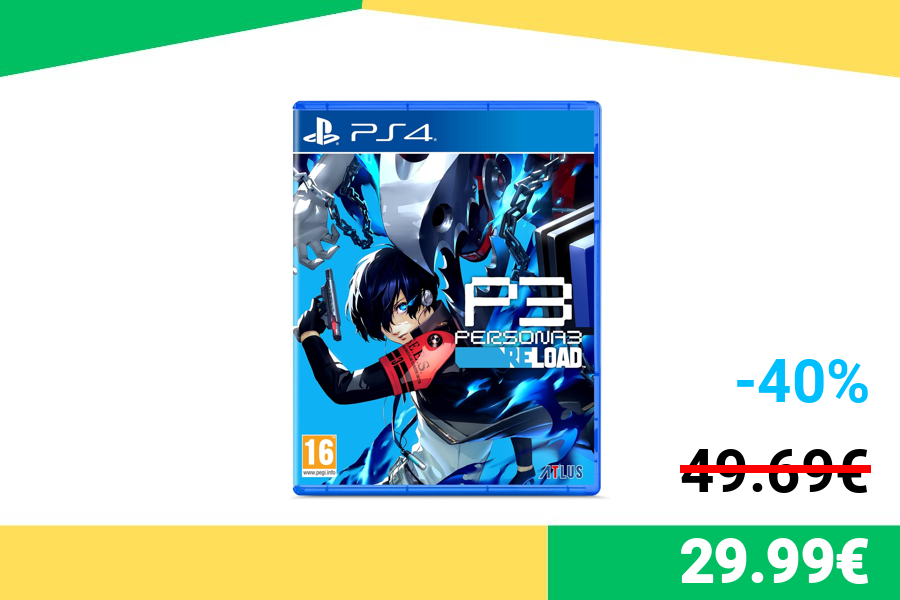 PS4
P3
PERSONA3
RELOAD
16
www.pegi.info
ATLUS
-40%
49.69€
29.99€